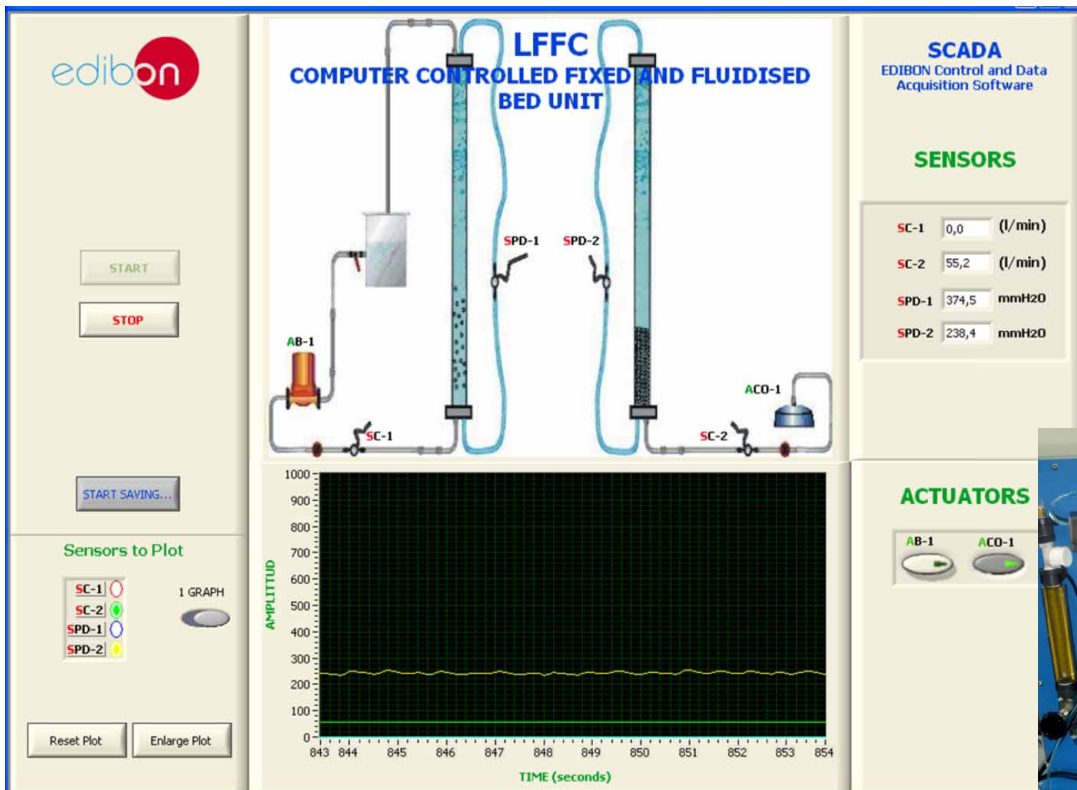 edibon
START
STOP
START SAVING...
Sensors to Plot
SC-1
SC-2
SPD-1
SPD-2
1 GRAPH
Reset Plot
Enlarge Plot
LFFC
COMPUTER CONTROLLED FIXED AND FLUIDISED
BED UNIT
SPD-1
SPD-2
AB-1
ACO-1
SC-1
SC-2
AMPLITTUD
1000
900
800
700
600
500
400
300
200
100
0
843 844 845 846 847 848 849 850 851 852 853 854
TIME (seconds)
SCADA
EDIBON Control and Data
Acquisition Software
SENSORS
SC-1 0,0 (l/min)
SC-2 55,2 (l/min)
SPD-1 374,5 mmH2O
SPD-2 238,4 mmH2O
ACTUATORS
AB-1 ACO-1